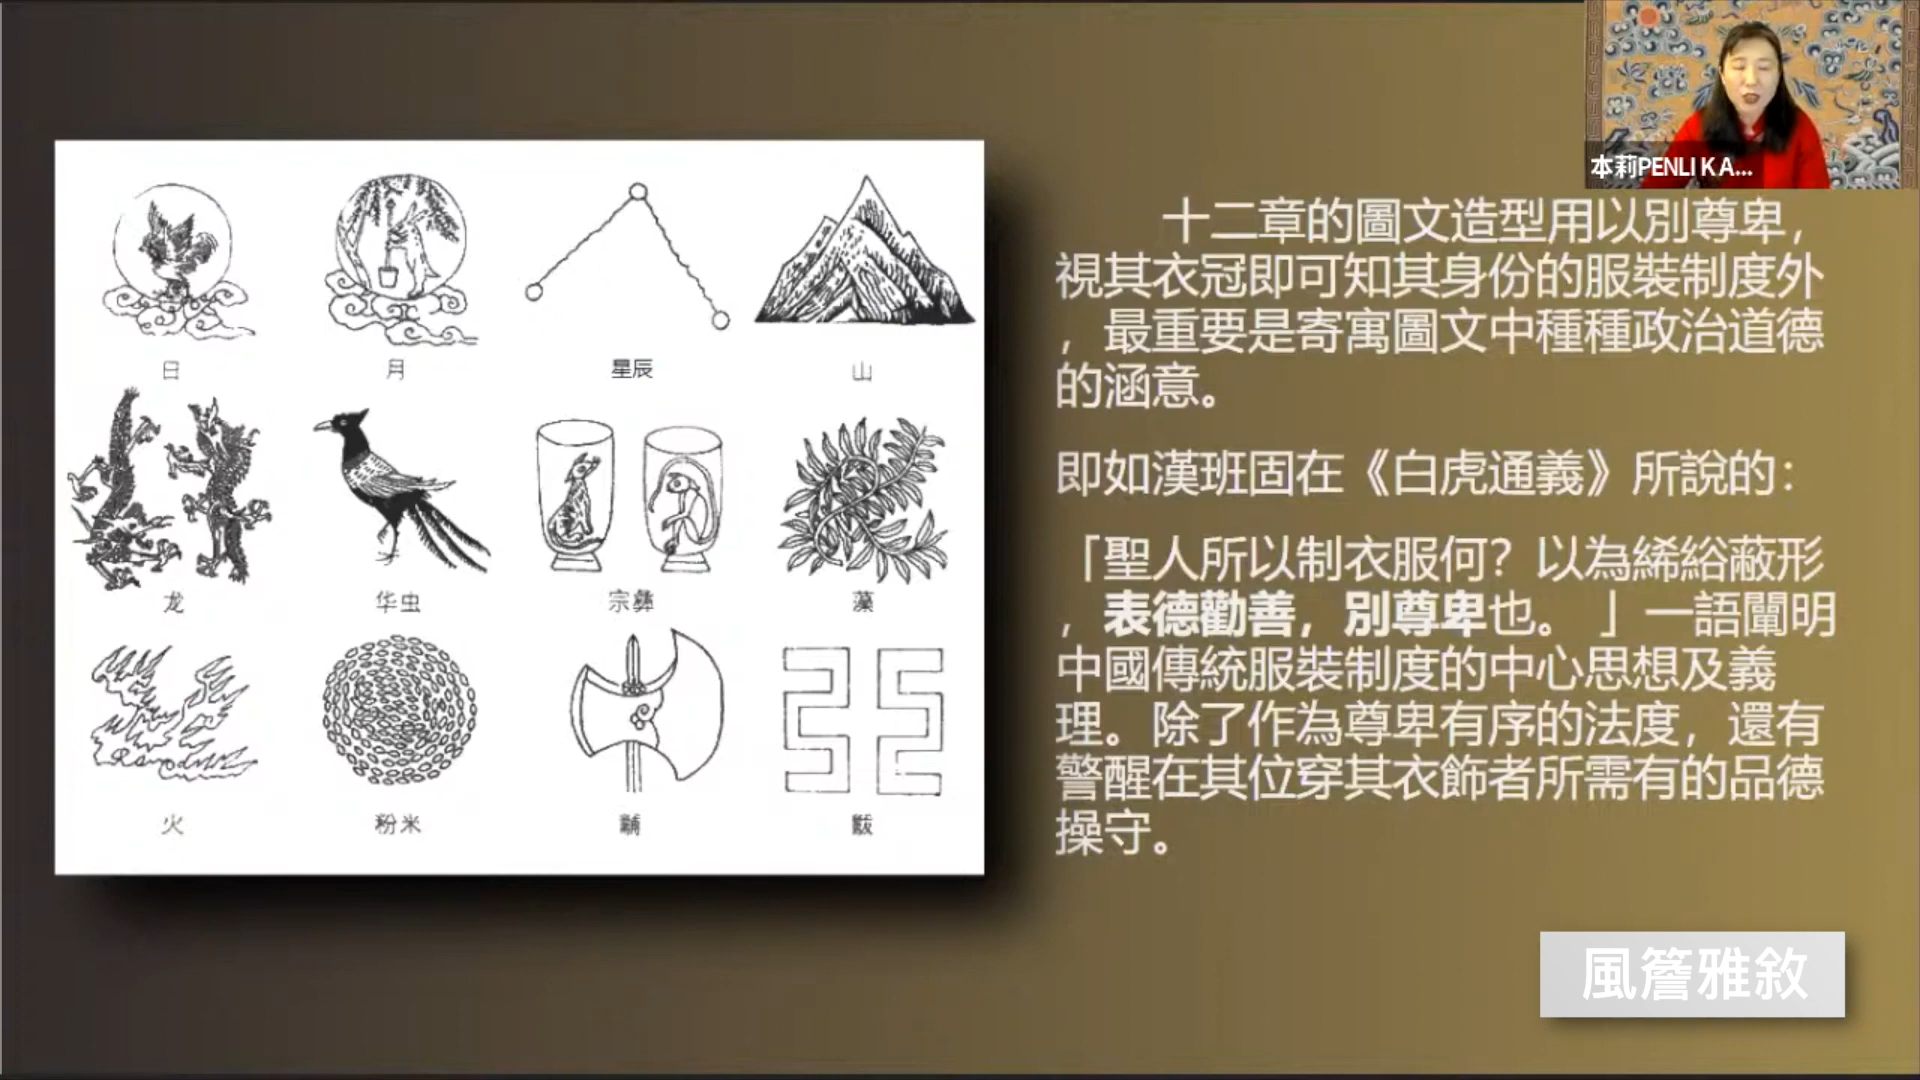 本莉PENLI K A...
日
月
星辰
山
龙
华虫
宗彝
藻
火
粉米
黼
黻
十二章的圖文造型用以別尊卑，
視其衣冠即可知其身份的服裝制度外
，最重要是寄寓圖文中種種政治道德
的涵意。
即如漢班固在《白虎通義》所說的：
「聖人所以制衣服何？以為絺綌蔽形
，表德勸善，別尊卑也。」一語闡明
中國傳統服裝制度的中心思想及義
理。除了作為尊卑有序的法度，還有
警醒在其位穿其衣飾者所需有的品德
操守。
風簷雅敘